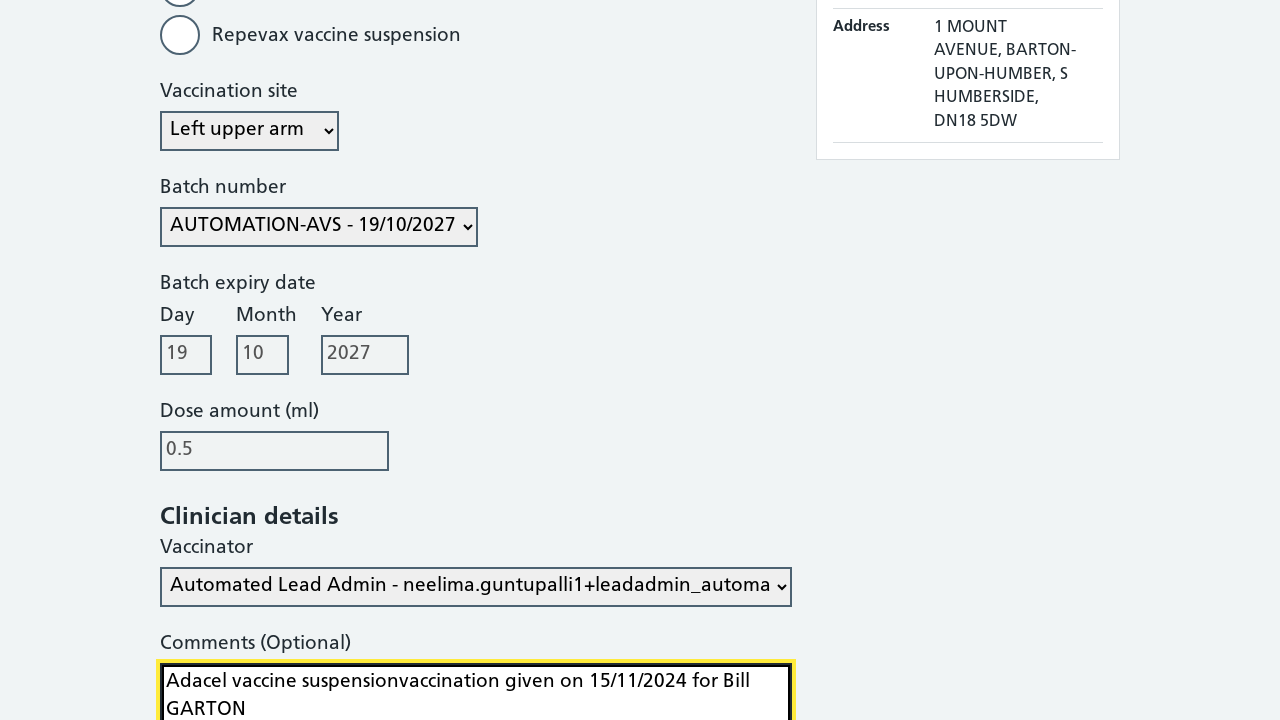 Repevax vaccine suspension
Vaccination site
Left upper arm
Batch number
AUTOMATION-AVS - 19/10/2027
Batch expiry date
Day Month Year
19 10 2027
Dose amount (ml)
0.5
Clinician details
Vaccinator
Automated Lead Admin - neelima.guntupalli1+leadadmin_automa
Comments (Optional)
Adacel vaccine suspensionvaccination given on 15/11/2024 for Bill
GARTON
Address
1 MOUNT
AVENUE, BARTON-
UPON-HUMBER, S
HUMBERSIDE,
DN18 5DW